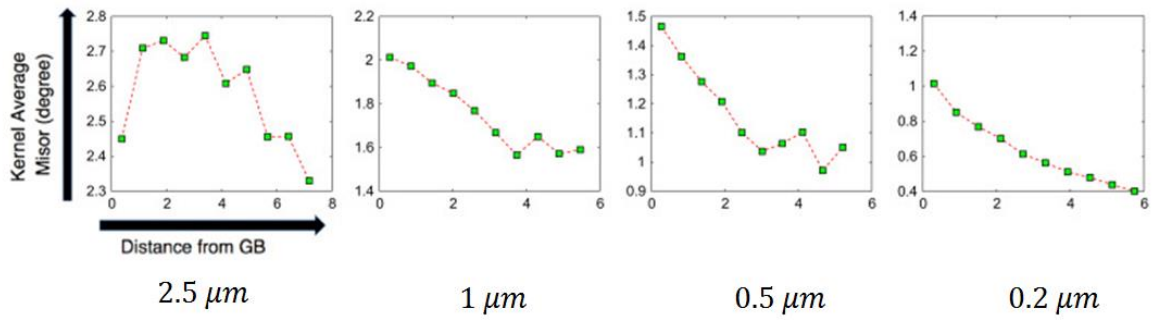 Kernel Average
Misor (degree)
2.8
2.7
2.6
2.5
2.4
2.3
0 2 4 6 8
2.2
2
1.8
1.6
1.4
0 2 4 6
1.5
1.4
1.3
1.2
1.1
1
0.9
0 2 4 6
1.4
1.2
1
0.8
0.6
0.4
0 2 4 6
Distance from GB
2.5 μm
1 μm
0.5 μm
0.2 μm